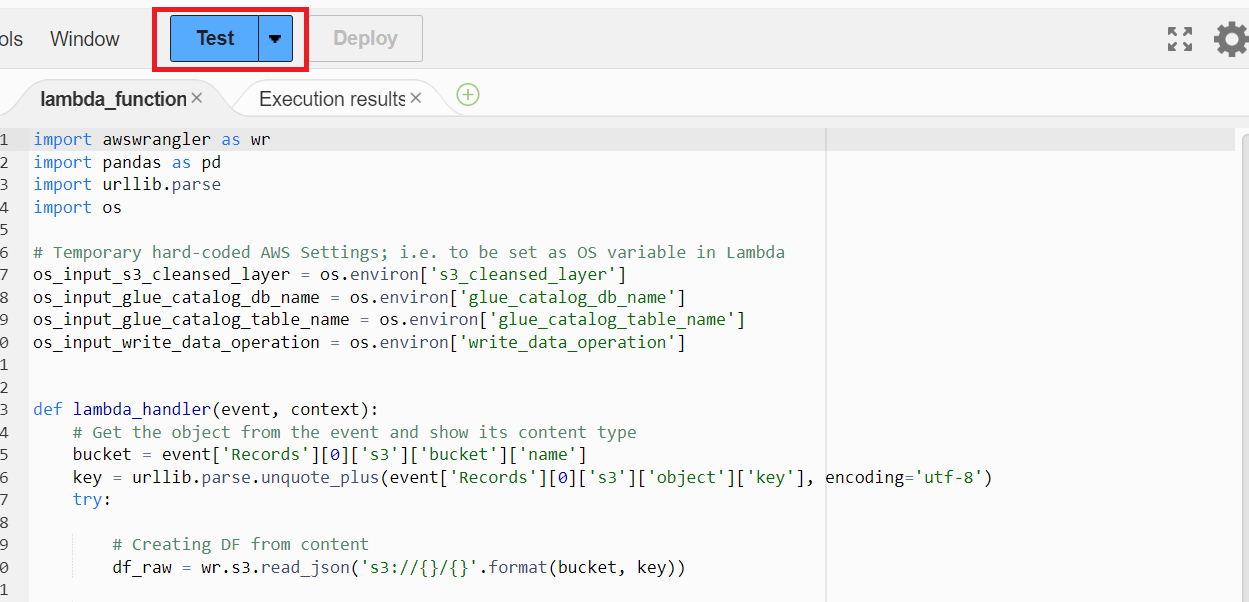 ols Window Test Deploy
lambda_function × Execution results ×
1 import awswrangler as wr
2 import pandas as pd
3 import urllib.parse
4 import os
5
6 # Temporary hard-coded AWS Settings; i.e. to be set as OS variable in Lambda
7 os_input_s3_cleansed_layer = os.environ['s3_cleansed_layer']
8 os_input_glue_catalog_db_name = os.environ['glue_catalog_db_name']
9 os_input_glue_catalog_table_name = os.environ['glue_catalog_table_name']
0 os_input_write_data_operation = os.environ['write_data_operation']
1
2
3 def lambda_handler(event, context):
4     # Get the object from the event and show its content type
5     bucket = event['Records'][0]['s3']['bucket']['name']
6     key = urllib.parse.unquote_plus(event['Records'][0]['s3']['object']['key'], encoding='utf-8')
7     try:
8
9         # Creating DF from content
0         df_raw = wr.s3.read_json('s3://{}/{}'.format(bucket, key))
1